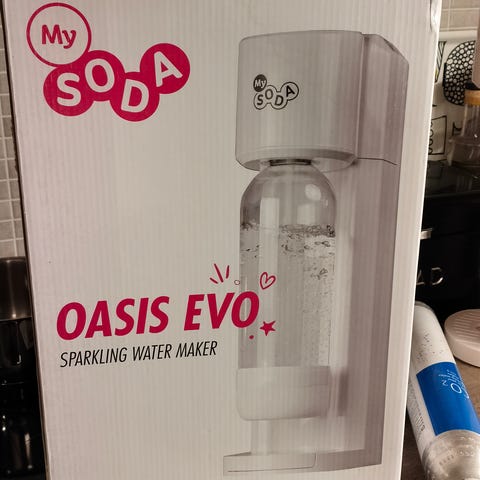 My
SODA
My
SODA
OASIS EVO
SPARKLING WATER MAKER